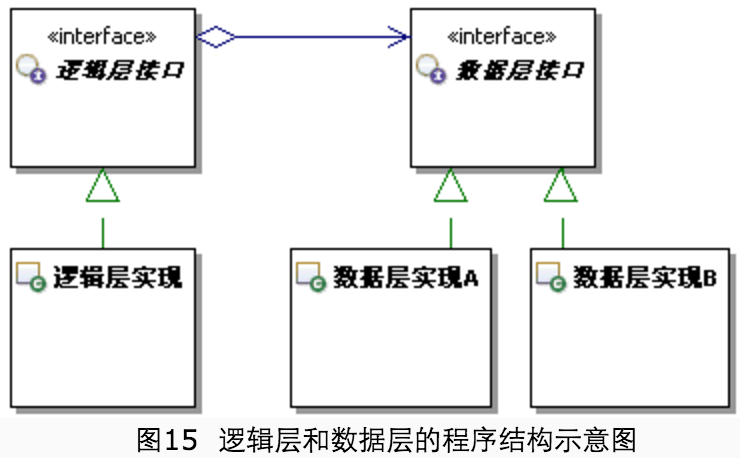 «interface»
逻辑层接口
«interface»
数据层接口
逻辑层实现
数据层实现A
数据层实现B
图15 逻辑层和数据层的程序结构示意图